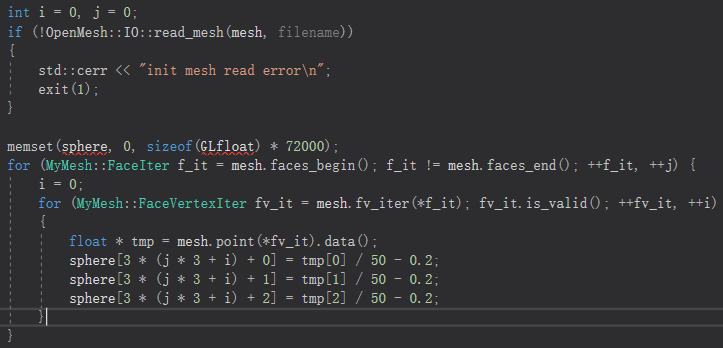 int i = 0, j = 0;
if (!OpenMesh::IO::read_mesh(mesh, filename))
{
    std::cerr << "init mesh read error\n";
    exit(1);
}
memset(sphere, 0, sizeof(GLfloat) * 72000);
for (MyMesh::FaceIter f_it = mesh.faces_begin(); f_it != mesh.faces_end(); ++f_it, ++j) {
    i = 0;
    for (MyMesh::FaceVertexIter fv_it = mesh.fv_iter(*f_it); fv_it.is_valid(); ++fv_it, ++i)
    {
        float * tmp = mesh.point(*fv_it).data();
        sphere[3 * (j * 3 + i) + 0] = tmp[0] / 50 - 0.2;
        sphere[3 * (j * 3 + i) + 1] = tmp[1] / 50 - 0.2;
        sphere[3 * (j * 3 + i) + 2] = tmp[2] / 50 - 0.2;
    }
}